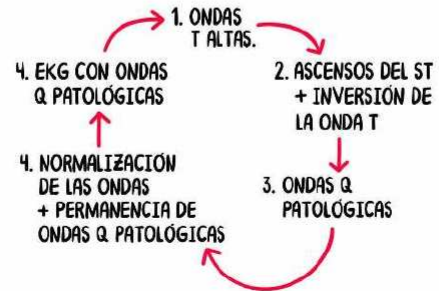 1. ONDAS
T ALTAS.
2. ASCENSOS DEL ST
+ INVERSIÓN DE
LA ONDA T
3. ONDAS Q
PATOLÓGICAS
4. NORMALIZACIÓN
DE LAS ONDAS
+ PERMANENCIA DE
ONDAS Q PATOLÓGICAS
4. EKG CON ONDAS
Q PATOLÓGICAS